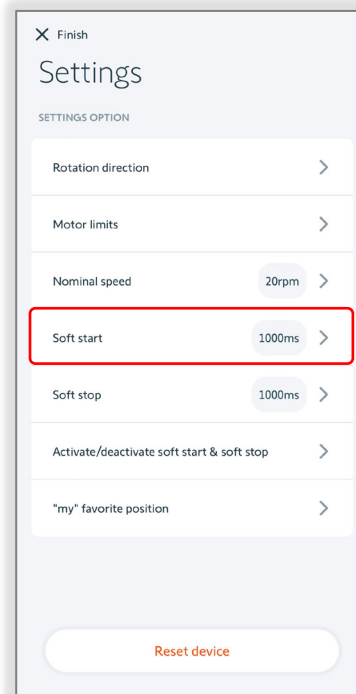 Finish
Settings
SETTINGS OPTION
Rotation direction
Motor limits
Nominal speed 20rpm
Soft start 1000ms
Soft stop 1000ms
Activate/deactivate soft start & soft stop
"my" favorite position
Reset device